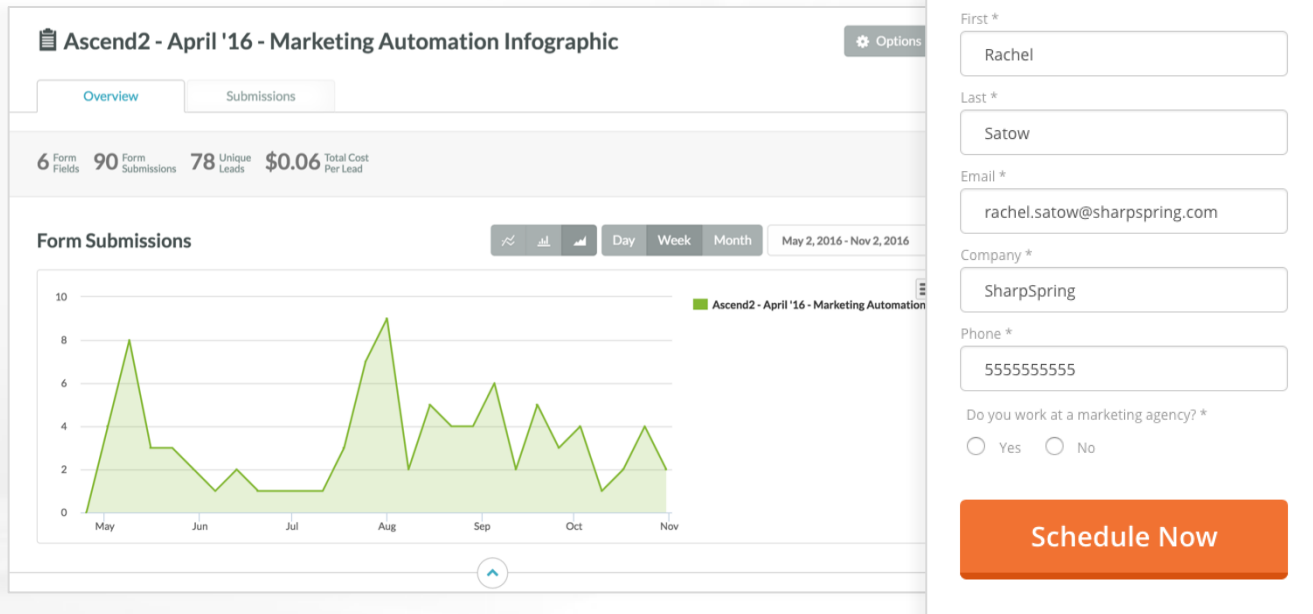 Ascend2 - April '16 - Marketing Automation Infographic
Options
Overview
Submissions
6 Form Fields
90 Form Submissions
78 Unique Leads
$0.06 Total Cost Per Lead
Form Submissions
Day
Week
Month
May 2, 2016 - Nov 2, 2016
10
8
6
4
2
0
May
Jun
Jul
Aug
Sep
Oct
Nov
Ascend2 - April '16 - Marketing Automation
First *
Rachel
Last *
Satow
Email *
rachel.satow@sharpspring.com
Company *
SharpSpring
Phone *
5555555555
Do you work at a marketing agency? *
Yes
No
Schedule Now